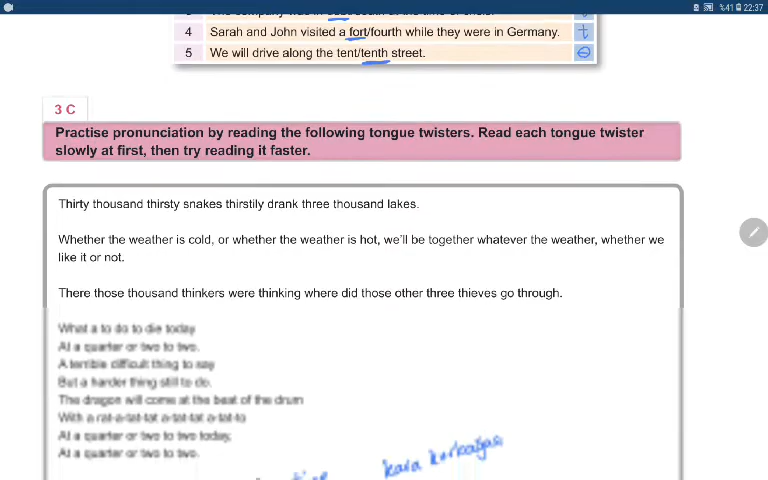 %41 22:37
4 Sarah and John visited a fort/fourth while they were in Germany. t
5 We will drive along the tent/tenth street. θ
3 C
Practise pronunciation by reading the following tongue twisters. Read each tongue twister
slowly at first, then try reading it faster.
Thirty thousand thirsty snakes thirstily drank three thousand lakes.
Whether the weather is cold, or whether the weather is hot, we'll be together whatever the weather, whether we
like it or not.
There those thousand thinkers were thinking where did those other three thieves go through.
What a to do to die today
At a quarter or two to two.
A terrible difficult thing to say
But a harder thing still to do.
The dragon will come at the beat of the drum
With a rat-a-tat-tat a-tat-tat a-tat-to
At a quarter or two to two today,
At a quarter or two to two.
kara